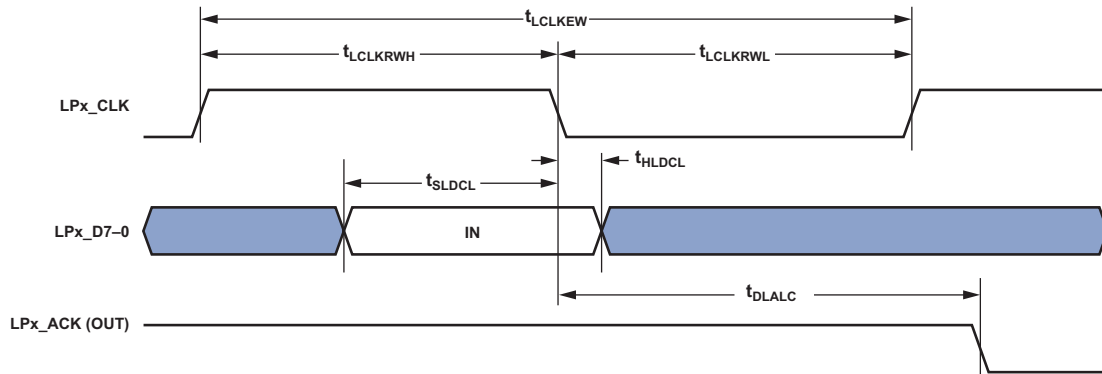 tLCLKEW
tLCLKRWH
tLCLKRWL
LPx_CLK
tHLDCL
tSLDCL
LPx_D7–0
IN
tDLALC
LPx_ACK (OUT)